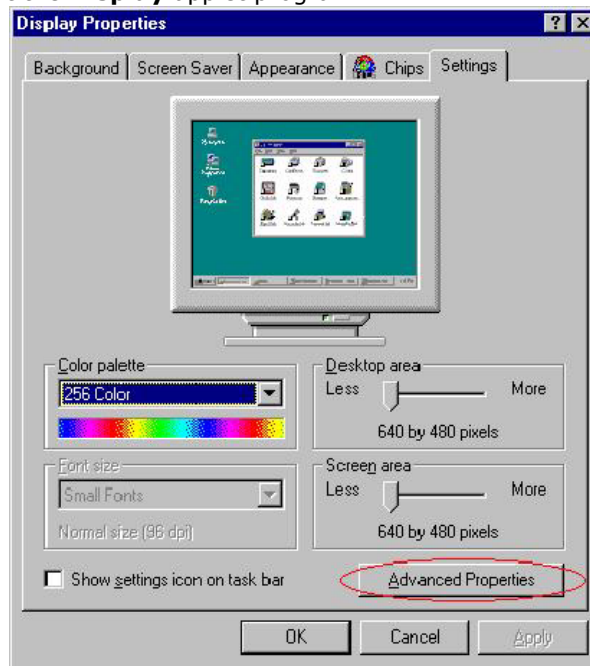 Display
Display Properties
Background Screen Saver Appearance Chips Settings
Color palette
256 Color
Desktop area
Less More
640 by 480 pixels
Font size
Small Fonts
Normal size (96 dpi)
Screen area
Less More
640 by 480 pixels
Show settings icon on task bar
Advanced Properties
OK Cancel Apply